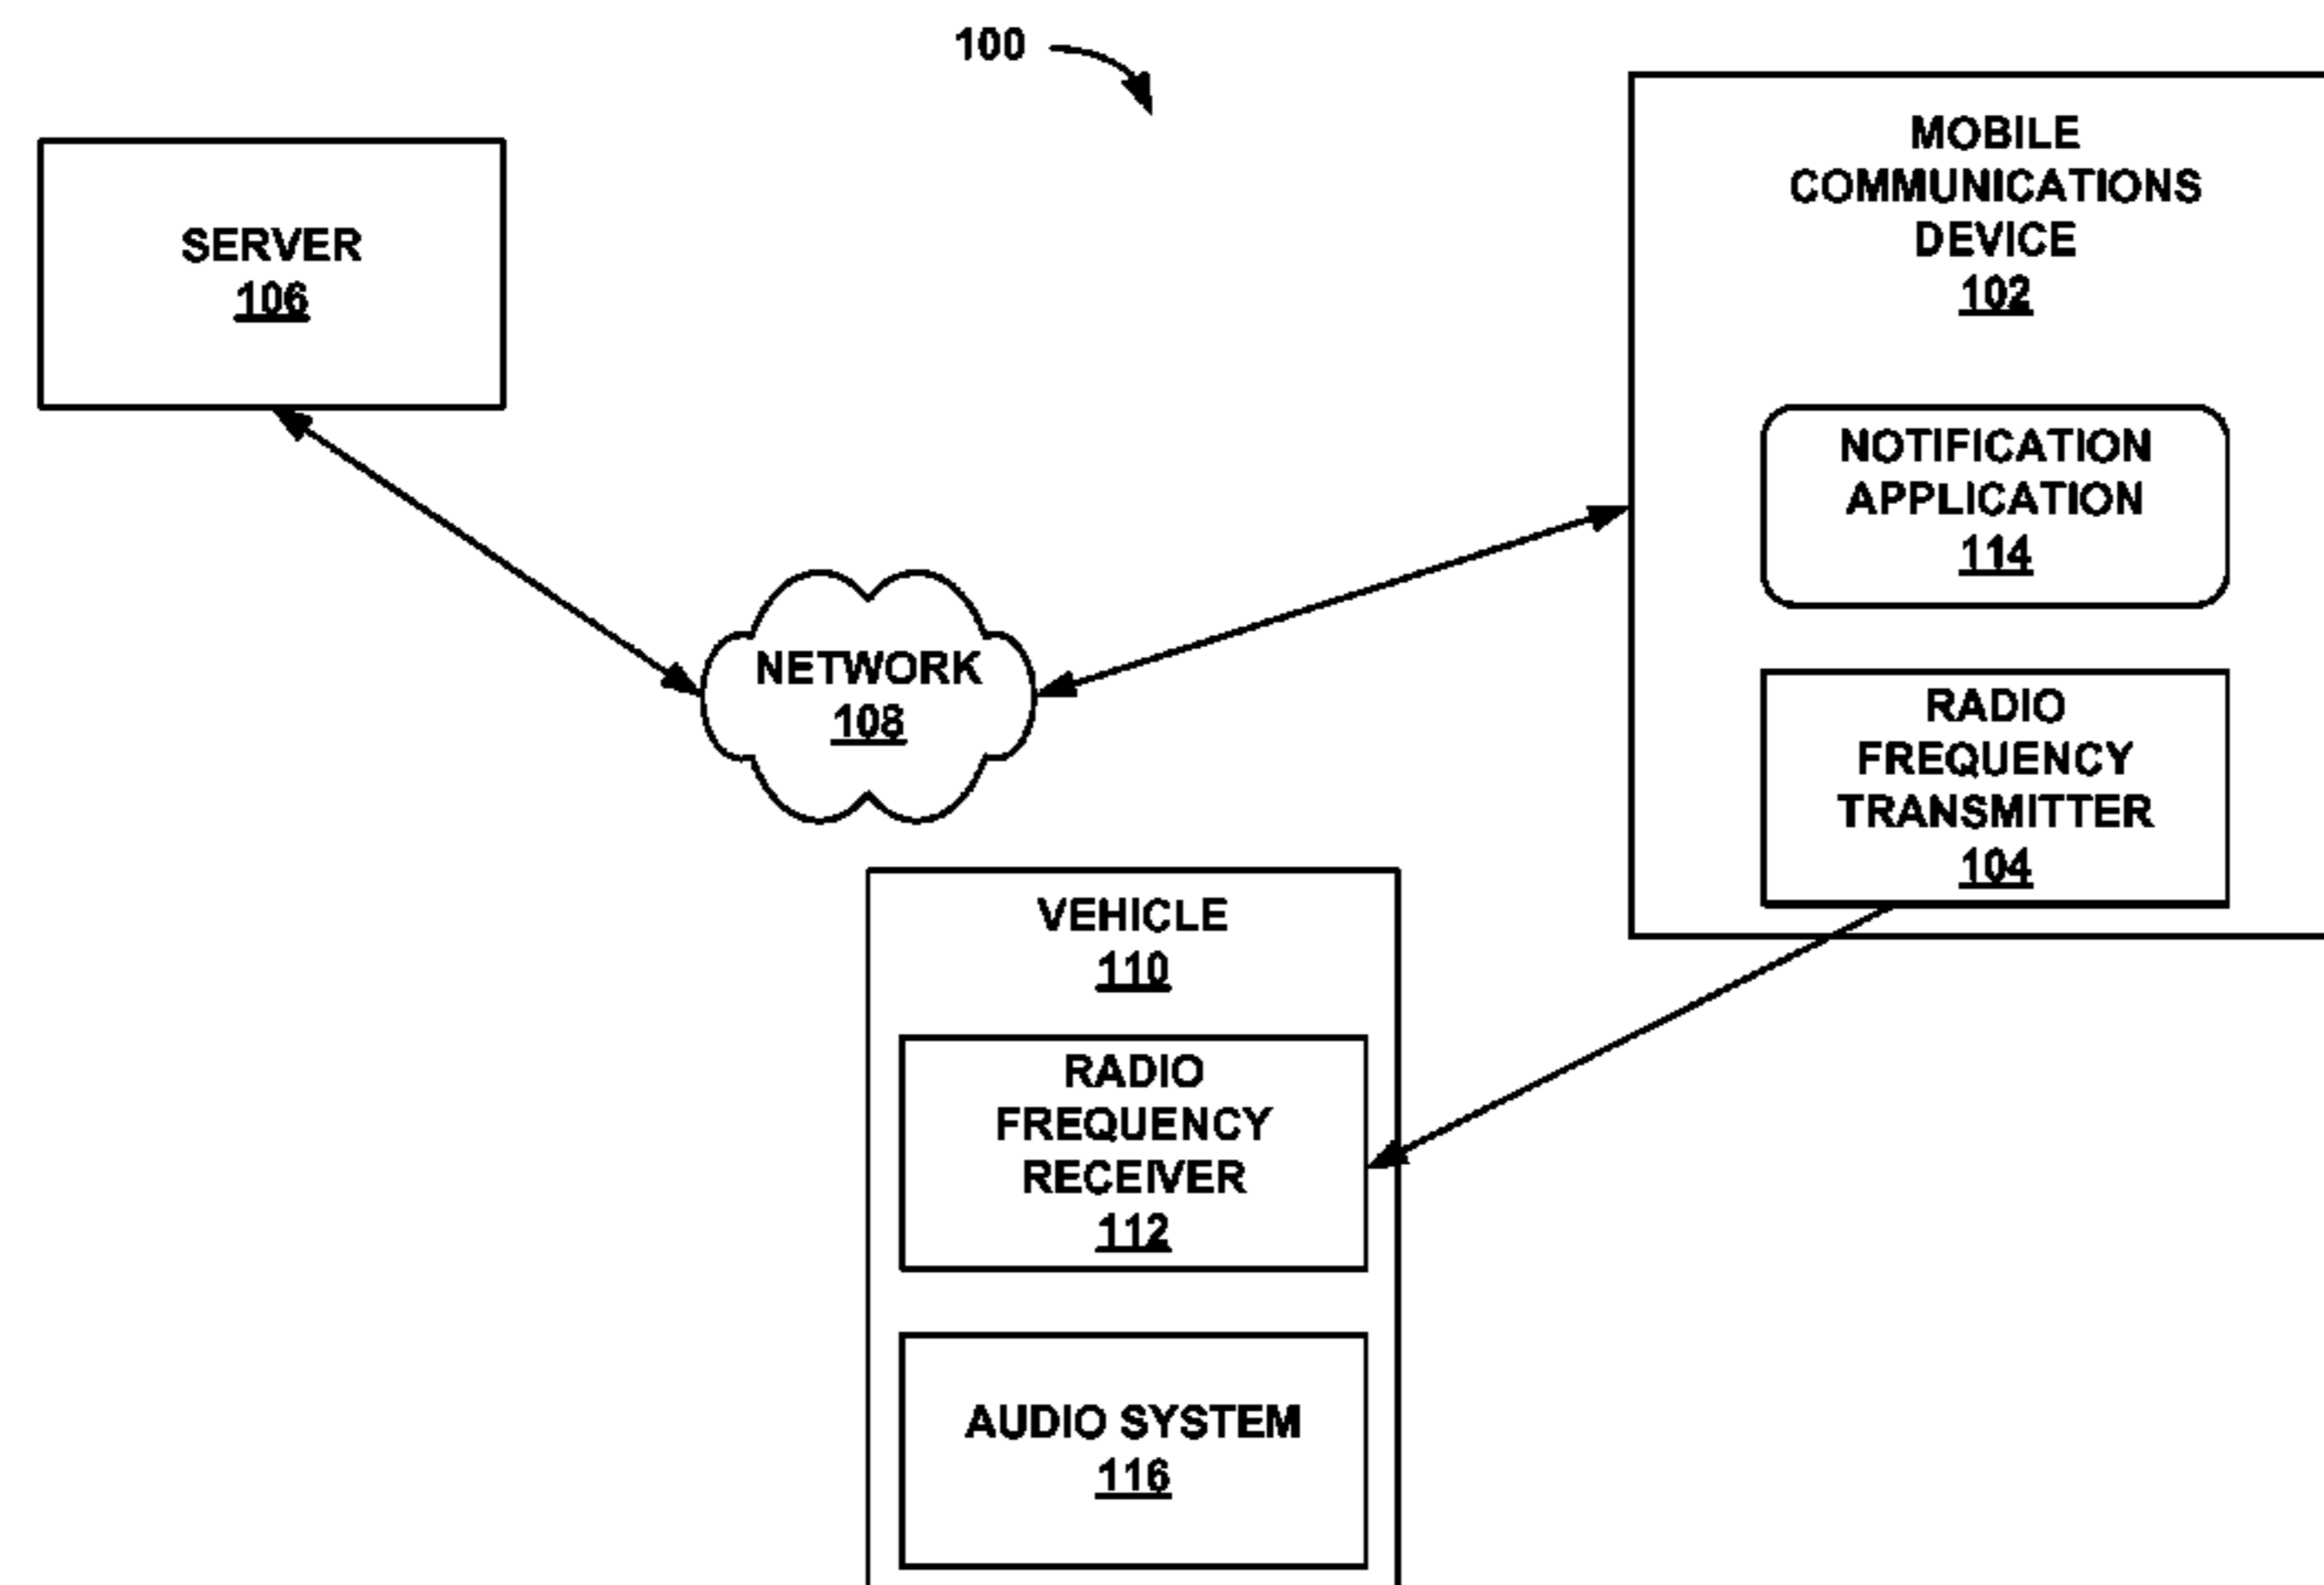 100
SERVER
106
MOBILE
COMMUNICATIONS
DEVICE
102
NOTIFICATION
APPLICATION
114
RADIO
FREQUENCY
TRANSMITTER
104
NETWORK
108
VEHICLE
110
RADIO
FREQUENCY
RECEIVER
112
AUDIO SYSTEM
116